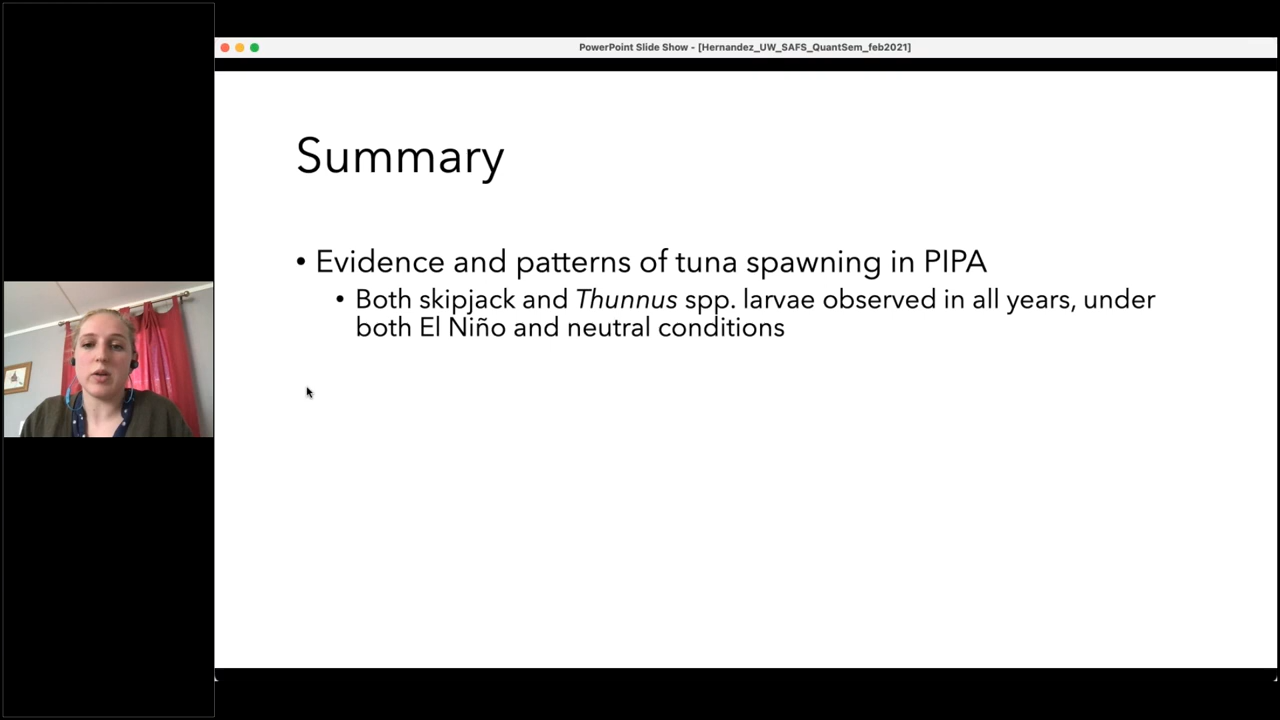 PowerPoint Slide Show - [Hernandez_UW_SAFS_QuantSem_feb2021]
Summary
• Evidence and patterns of tuna spawning in PIPA
• Both skipjack and Thunnus spp. larvae observed in all years, under
both El Niño and neutral conditions